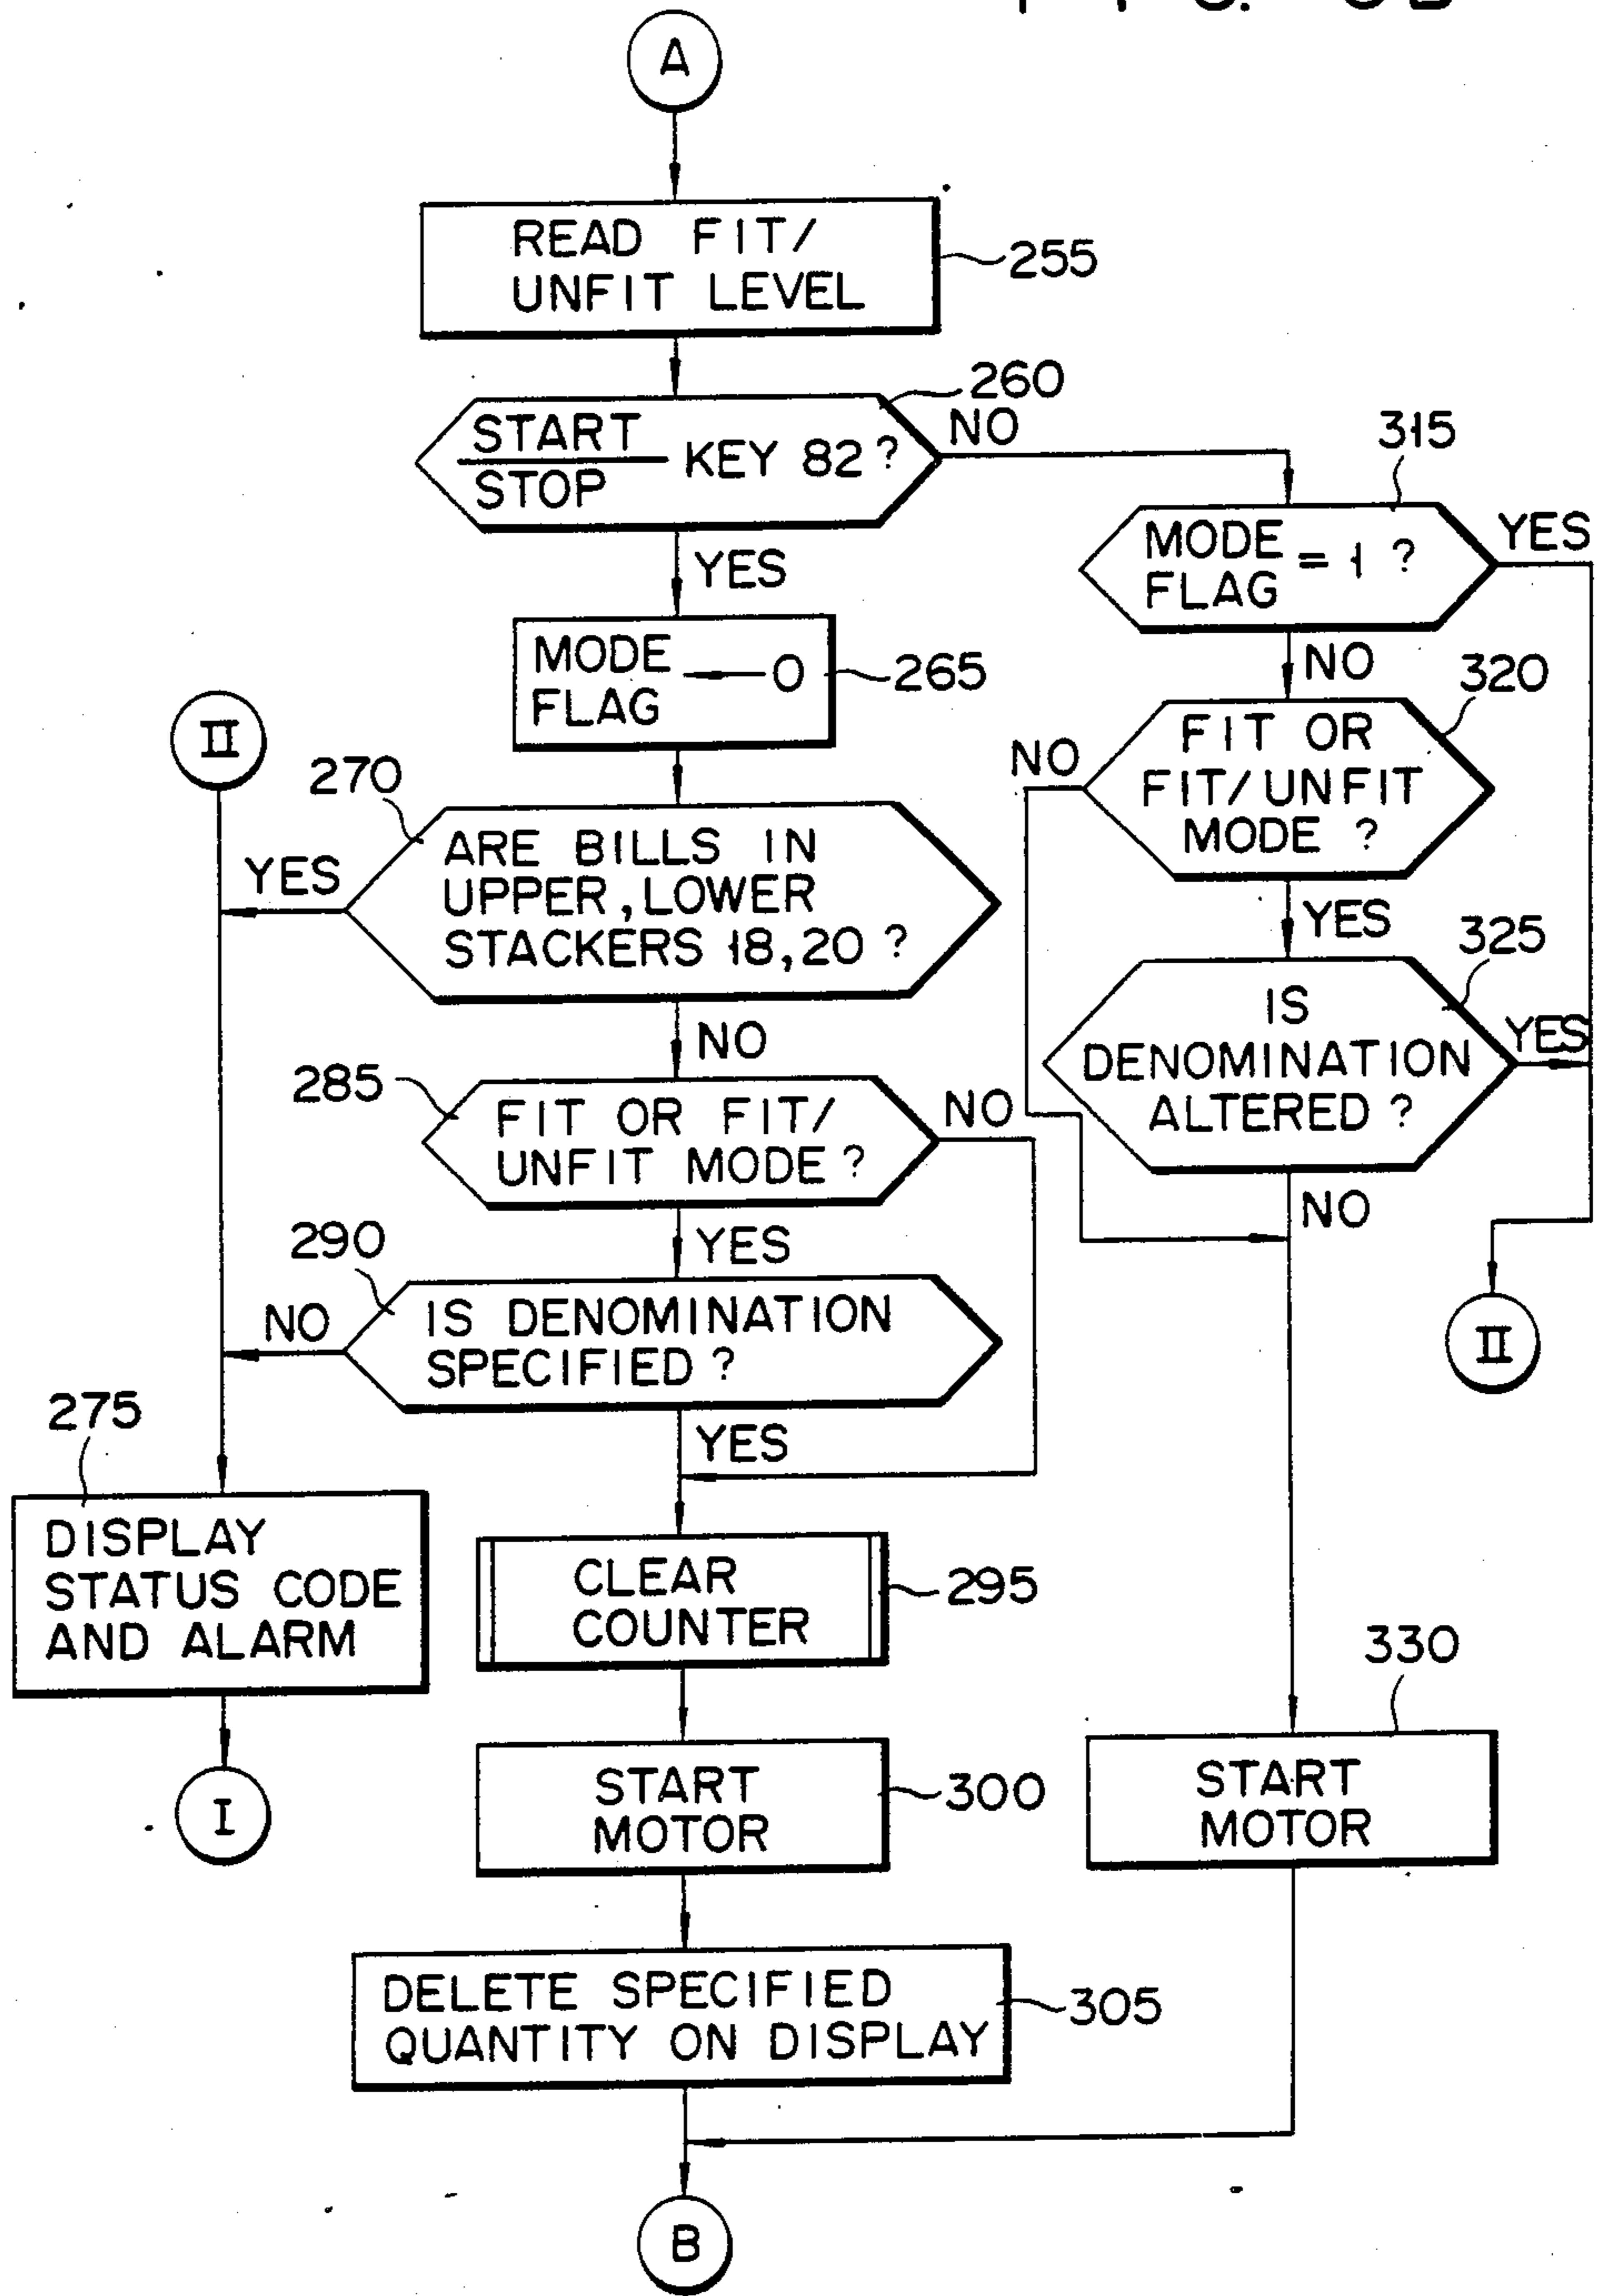 A
READ FIT/
UNFIT LEVEL
255
START
STOP
KEY 82 ?
260
NO
YES
315
MODE
FLAG = 1 ?
YES
NO
MODE
FLAG ← 0
265
II
270
ARE BILLS IN
UPPER, LOWER
STACKERS 18, 20 ?
YES
NO
320
FIT OR
FIT/UNFIT
MODE ?
NO
YES
325
IS
DENOMINATION
ALTERED ?
YES
NO
II
285
FIT OR FIT/
UNFIT MODE ?
NO
YES
290
IS DENOMINATION
SPECIFIED ?
NO
YES
275
DISPLAY
STATUS CODE
AND ALARM
I
CLEAR
COUNTER
295
START
MOTOR
300
330
START
MOTOR
DELETE SPECIFIED
QUANTITY ON DISPLAY
305
B